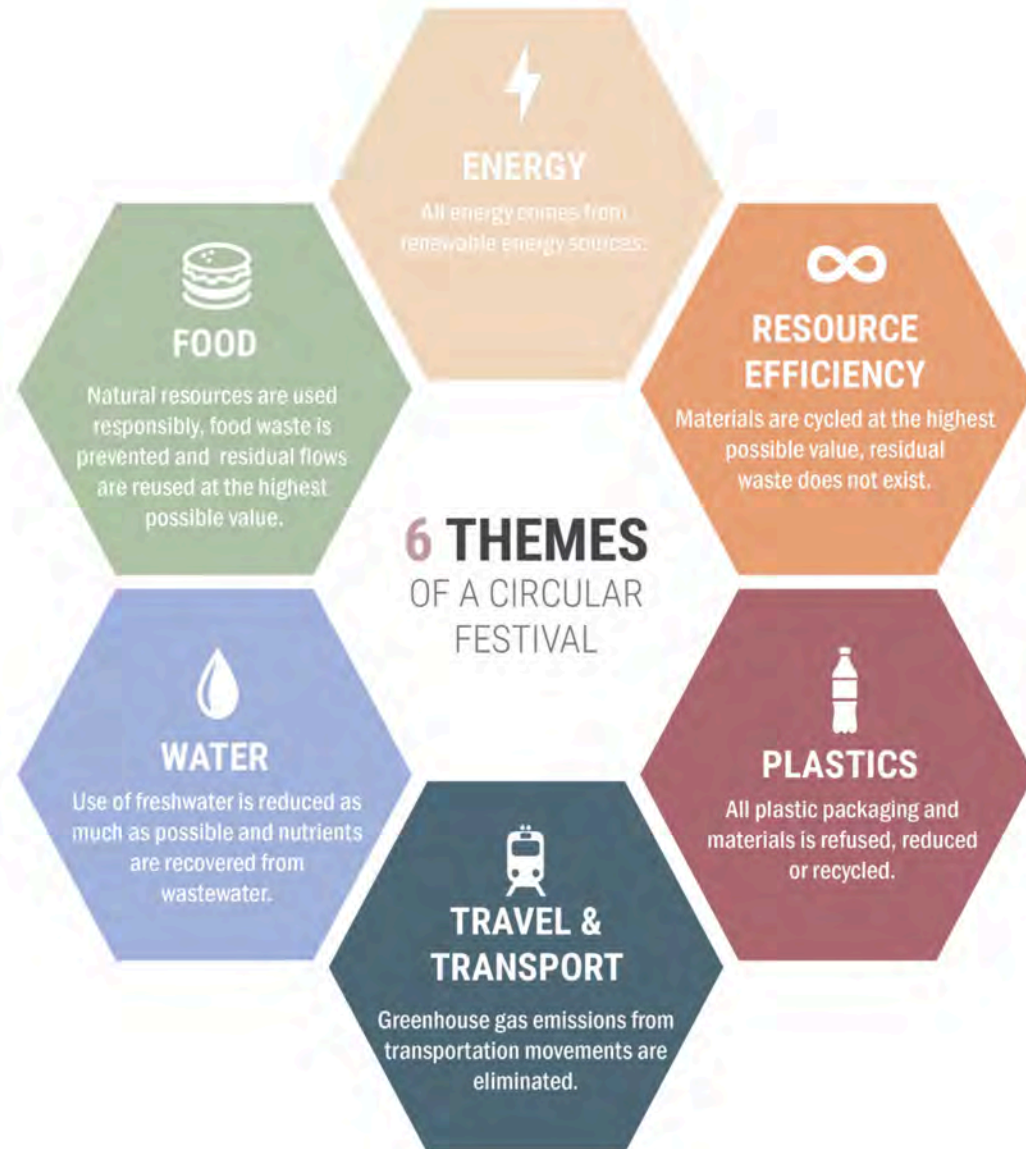 ENERGY
All energy comes from
renewable energy sources.
RESOURCE
EFFICIENCY
Materials are cycled at the highest
possible value, residual
waste does not exist.
PLASTICS
All plastic packaging and
materials is refused, reduced
or recycled.
TRAVEL &
TRANSPORT
Greenhouse gas emissions from
transportation movements are
eliminated.
WATER
Use of freshwater is reduced as
much as possible and nutrients
are recovered from
wastewater.
FOOD
Natural resources are used
responsibly, food waste is
prevented and residual flows
are reused at the highest
possible value.
6 THEMES
OF A CIRCULAR
FESTIVAL